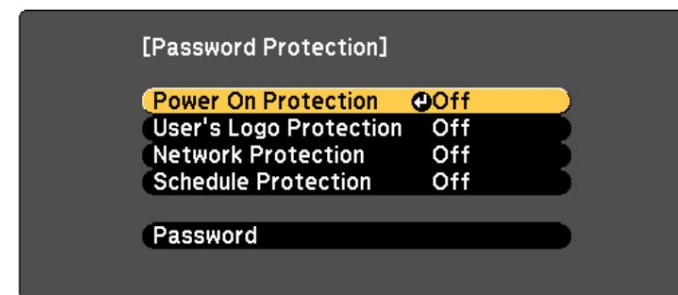 [Password Protection]
Power On Protection Off
User's Logo Protection Off
Network Protection Off
Schedule Protection Off
Password